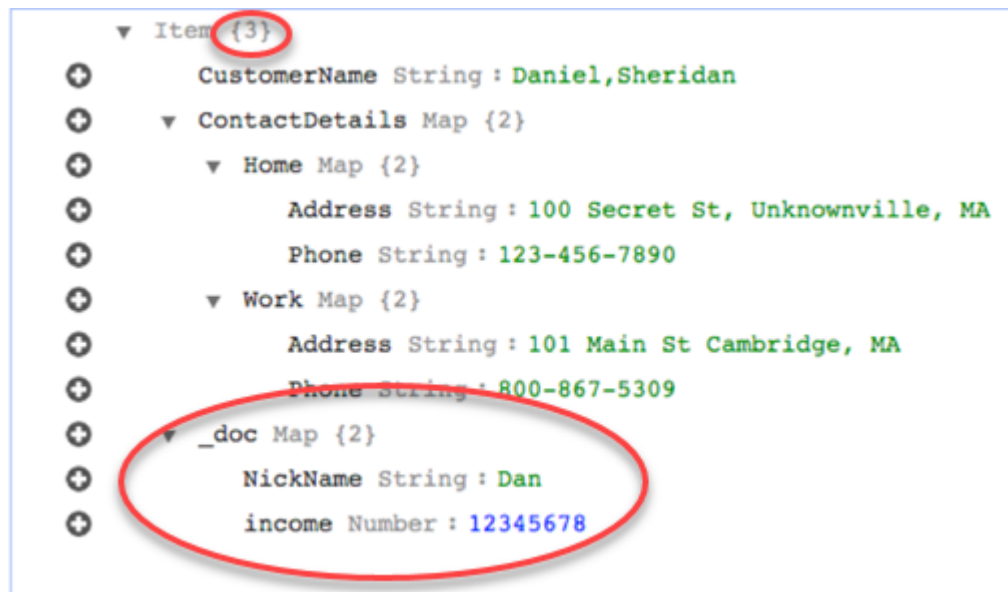 Item {3}
CustomerName String : Daniel,Sheridan
ContactDetails Map {2}
Home Map {2}
Address String : 100 Secret St, Unknownville, MA
Phone String : 123-456-7890
Work Map {2}
Address String : 101 Main St Cambridge, MA
Phone String : 800-867-5309
_doc Map {2}
NickName String : Dan
income Number : 12345678